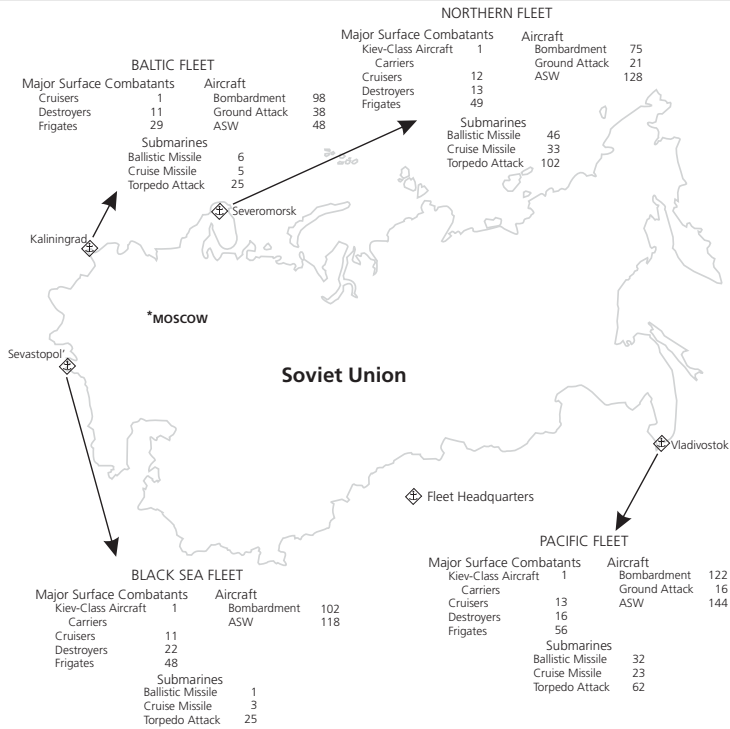 NORTHERN FLEET
Major Surface Combatants
Kiev-Class Aircraft 1
Carriers
Cruisers 12
Destroyers 13
Frigates 49
Aircraft
Bombardment 75
Ground Attack 21
ASW 128
Submarines
Ballistic Missile 46
Cruise Missile 33
Torpedo Attack 102
BALTIC FLEET
Major Surface Combatants
Cruisers 1
Destroyers 11
Frigates 29
Aircraft
Bombardment 98
Ground Attack 38
ASW 48
Submarines
Ballistic Missile 6
Cruise Missile 5
Torpedo Attack 25
Severomorsk
Kaliningrad
*MOSCOW
Sevastopol'
Soviet Union
Vladivostok
Fleet Headquarters
BLACK SEA FLEET
Major Surface Combatants
Kiev-Class Aircraft 1
Carriers
Cruisers 11
Destroyers 22
Frigates 48
Aircraft
Bombardment 102
ASW 118
Submarines
Ballistic Missile 1
Cruise Missile 3
Torpedo Attack 25
PACIFIC FLEET
Major Surface Combatants
Kiev-Class Aircraft 1
Carriers
Cruisers 13
Destroyers 16
Frigates 56
Aircraft
Bombardment 122
Ground Attack 16
ASW 144
Submarines
Ballistic Missile 32
Cruise Missile 23
Torpedo Attack 62